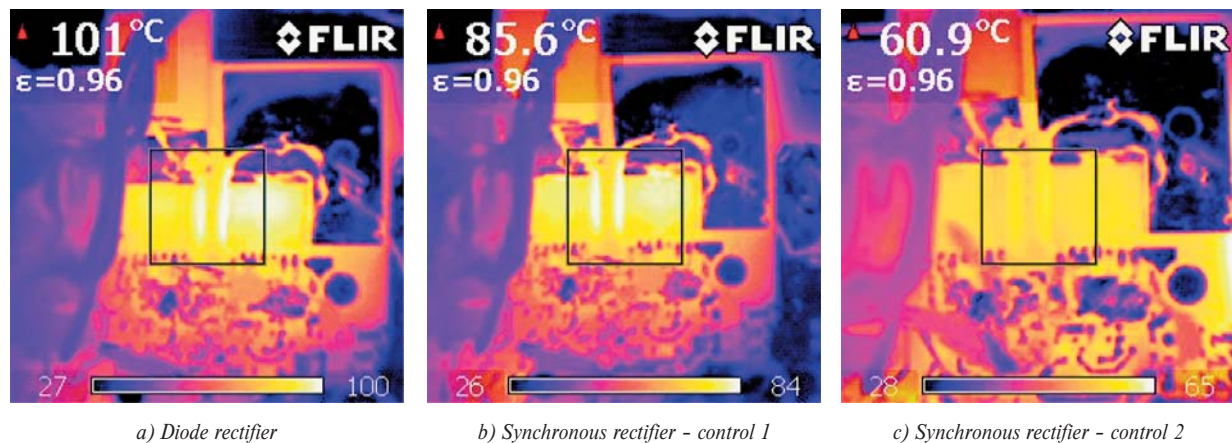 101°C
FLIR
ε=0.96
27
100
85.6°C
FLIR
ε=0.96
26
84
60.9°C
FLIR
ε=0.96
28
65
a) Diode rectifier
b) Synchronous rectifier – control 1
c) Synchronous rectifier – control 2